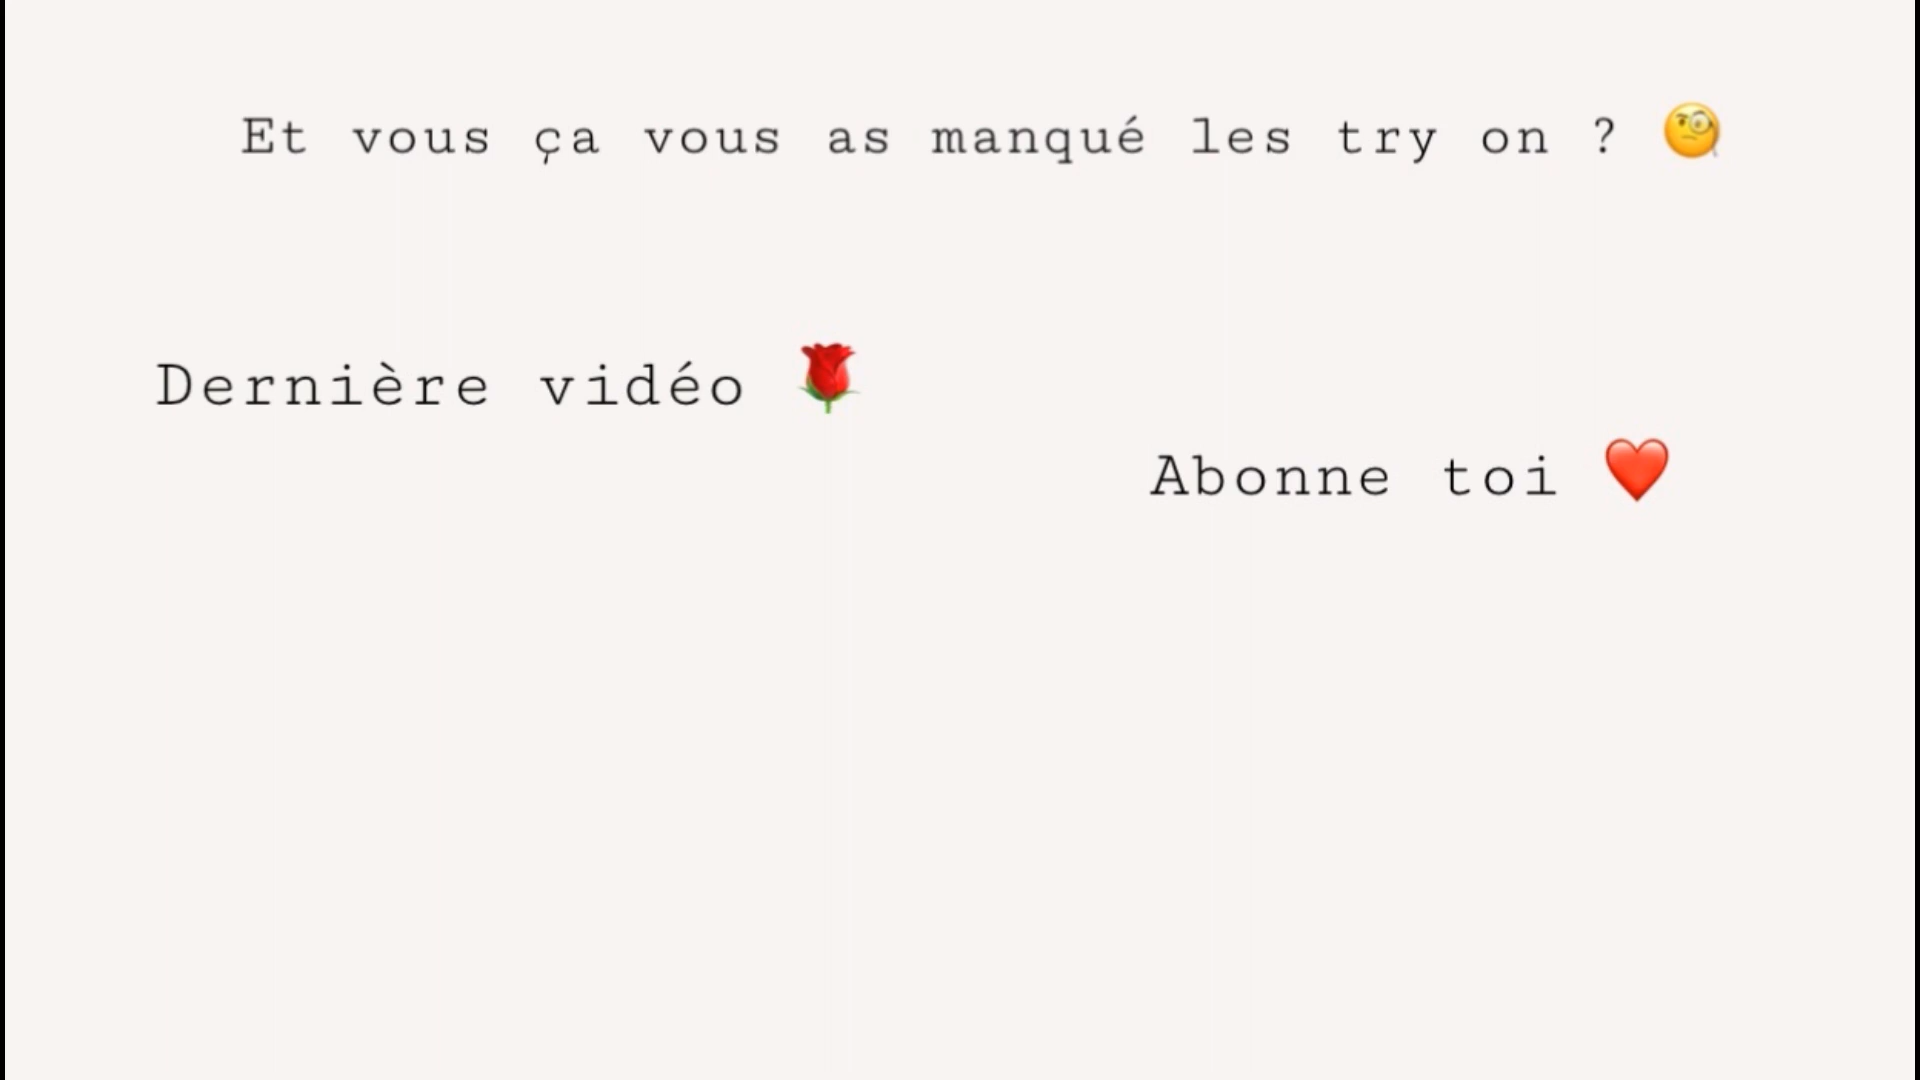 Et vous ça vous as manqué les try on ? 🧐
Dernière vidéo 🌹
Abonne toi ❤️